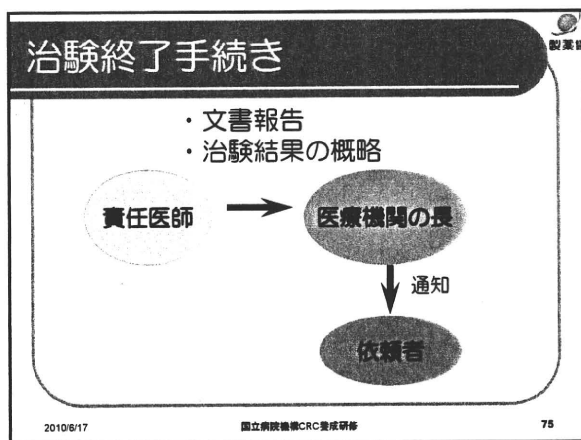 治験終了手続き
・文書報告
・治験結果の概略
責任医師
医療機関の長
通知
依頼者
2010/6/17
国立病院機構CRC養成研修
75